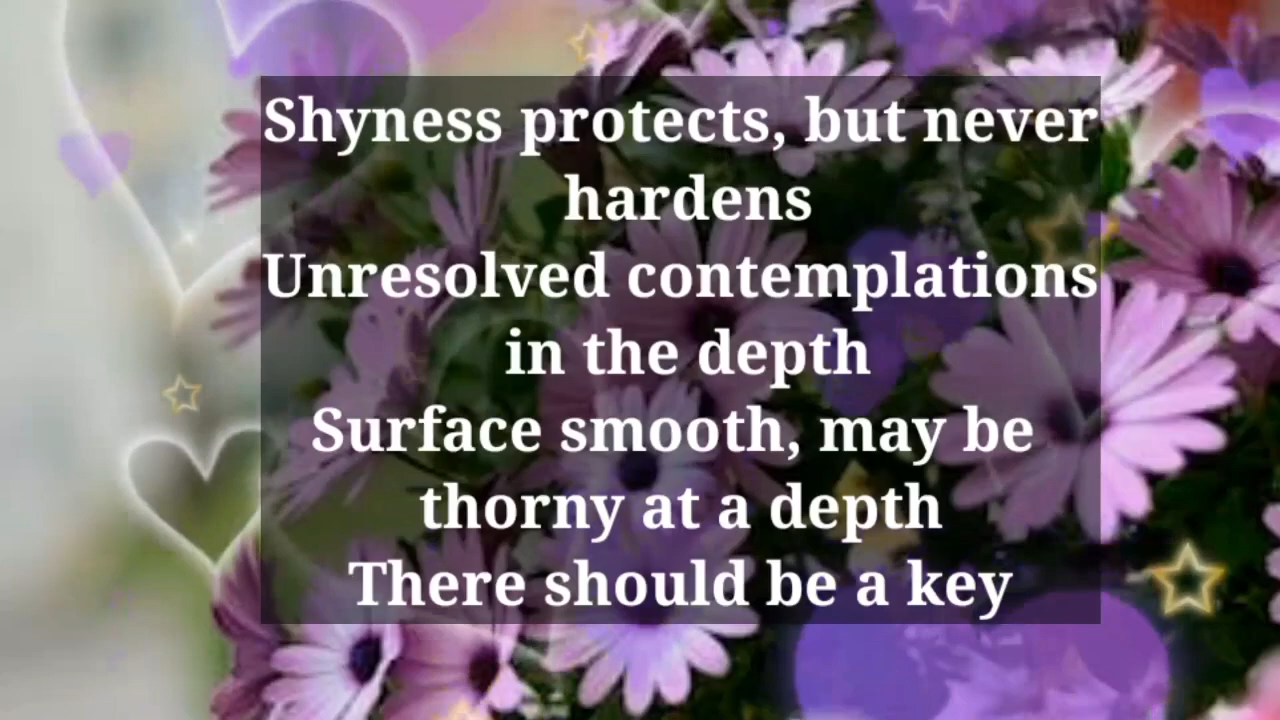 Shyness protects, but never
hardens
Unresolved contemplations
in the depth
Surface smooth, may be
thorny at a depth
There should be a key